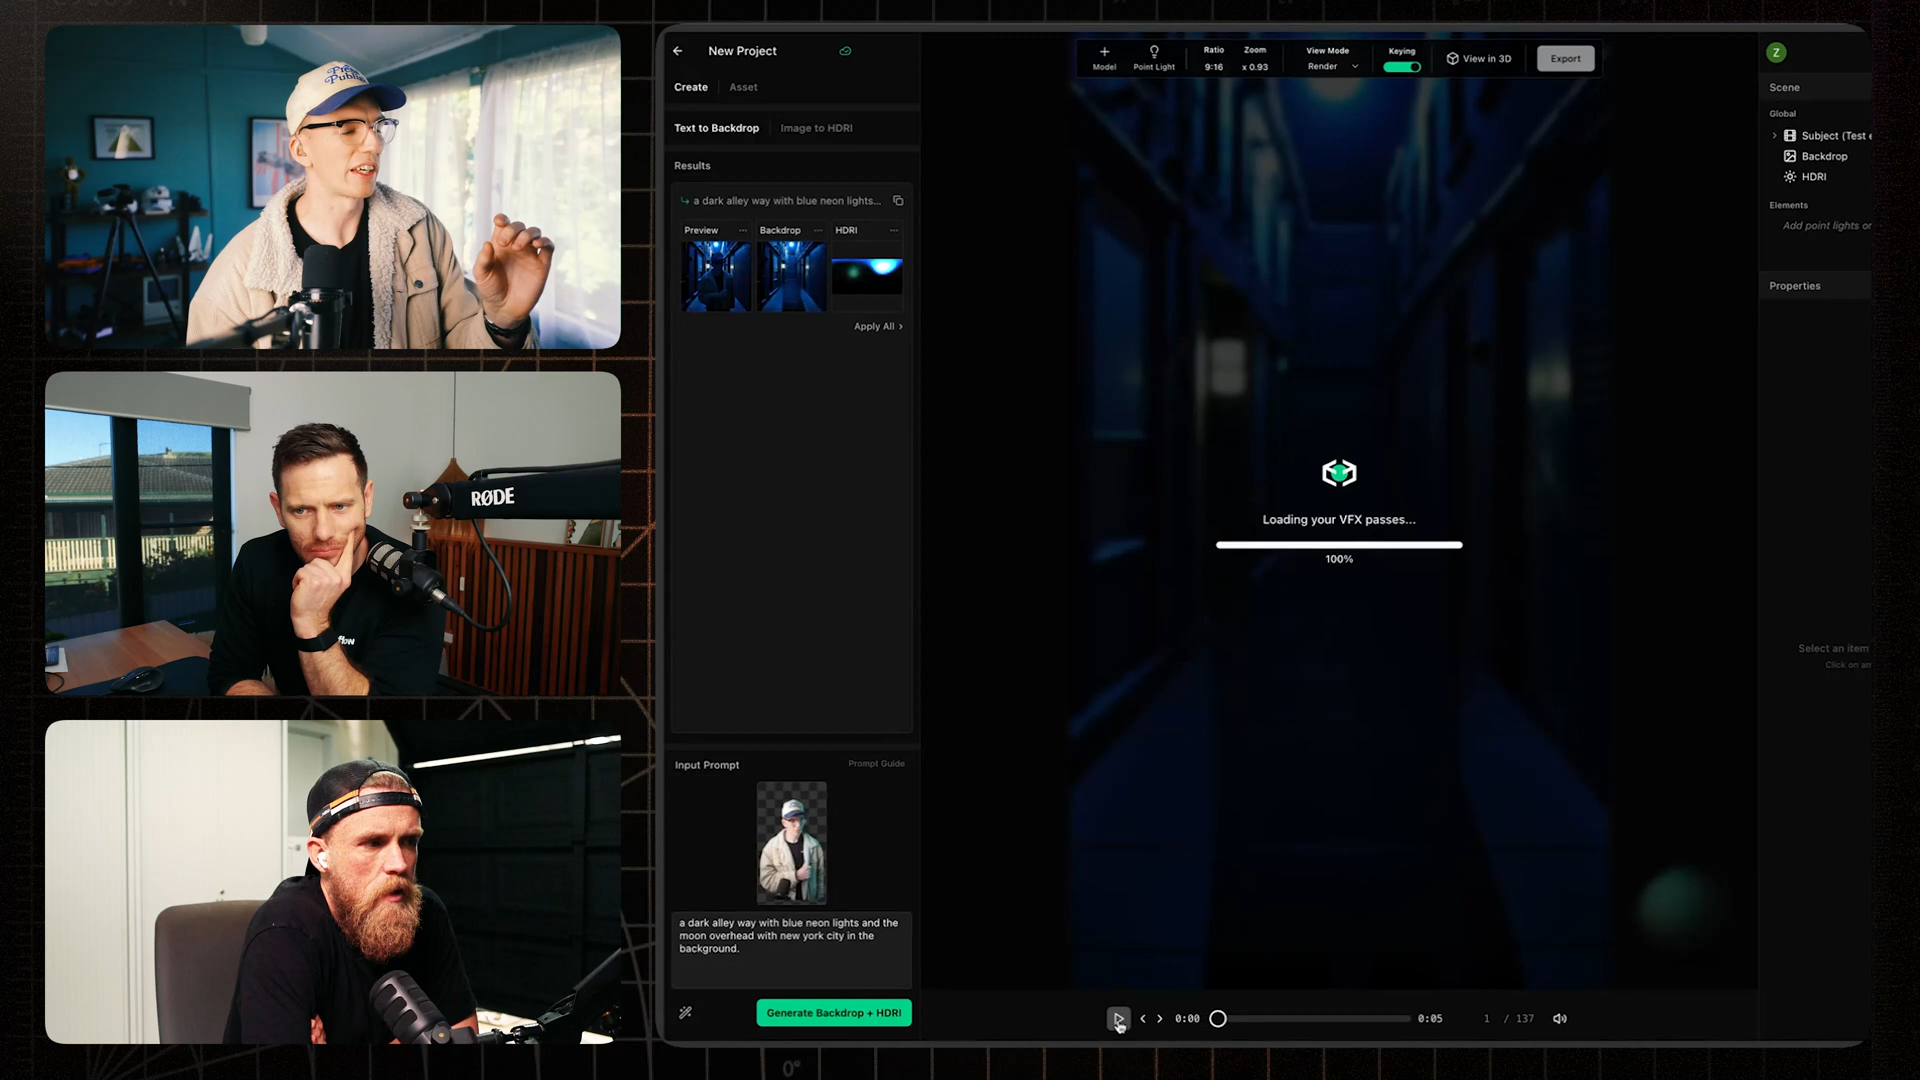 New Project
Create
Asset
Text to Backdrop
Image to HDRI
Results
a dark alley way with blue neon lights...
Preview
Backdrop
HDRI
Apply All
Input Prompt
Prompt Guide
a dark alley way with blue neon lights and the
moon overhead with new york city in the
background.
Generate Backdrop + HDRI
Model
Point Light
Ratio
9:16
Zoom
x 0.93
View Mode
Render
Keying
View in 3D
Export
Loading your VFX passes...
100%
0:00
0:05
1 / 137
Z
Scene
Global
Subject (Test
Backdrop
HDRI
Elements
Add point lights or
Properties
Select an item
Click on an
RØDE
flow
0°